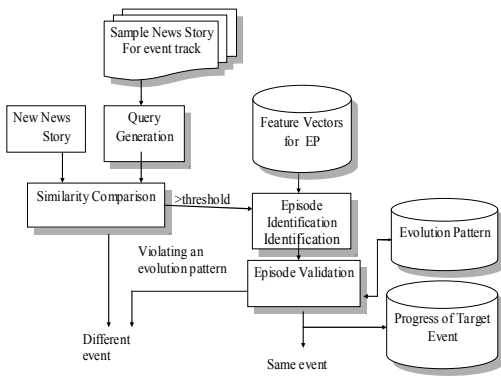 Sample News Story
For event track
New News
Story
Query
Generation
Feature Vectors
for EP
Similarity Comparison
>threshold
Episode
Identification
Identification
Evolution Pattern
Violating an
evolution pattern
Episode Validation
Progress of Target
Event
Different
event
Same event